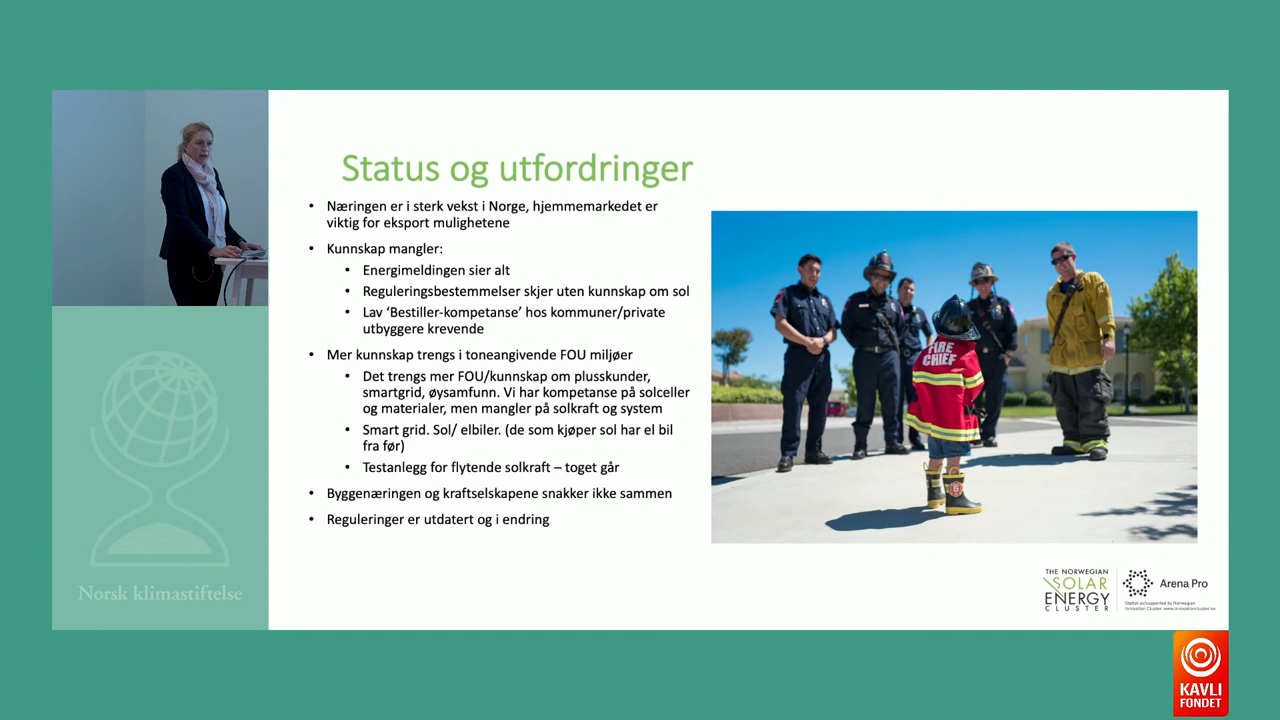 Status og utfordringer
• Næringen er i sterk vekst i Norge, hjemmemarkedet er
viktig for eksport mulighetene
• Kunnskap mangler:
• Energimeldingen sier alt
• Reguleringsbestemmelser skjer uten kunnskap om sol
• Lav ‘Bestiller-kompetanse’ hos kommuner/private
utbyggere krevende
• Mer kunnskap trengs i toneangivende FOU miljøer
• Det trengs mer FOU/kunnskap om plusskunder,
smartgrid, øysamfunn. Vi har kompetanse på solceller
og materialer, men mangler på solkraft og system
• Smart grid. Sol/ elbiler. (de som kjøper sol har el bil
fra før)
• Testanlegg for flytende solkraft – toget går
• Byggenæringen og kraftselskapene snakker ikke sammen
• Reguleringer er utdatert og i endring
FIRE
CHIEF
Norsk klimastiftelse
THE NORWEGIAN
SOLAR
ENERGY
CLUSTER
Arena Pro
KAVLI
FONDET